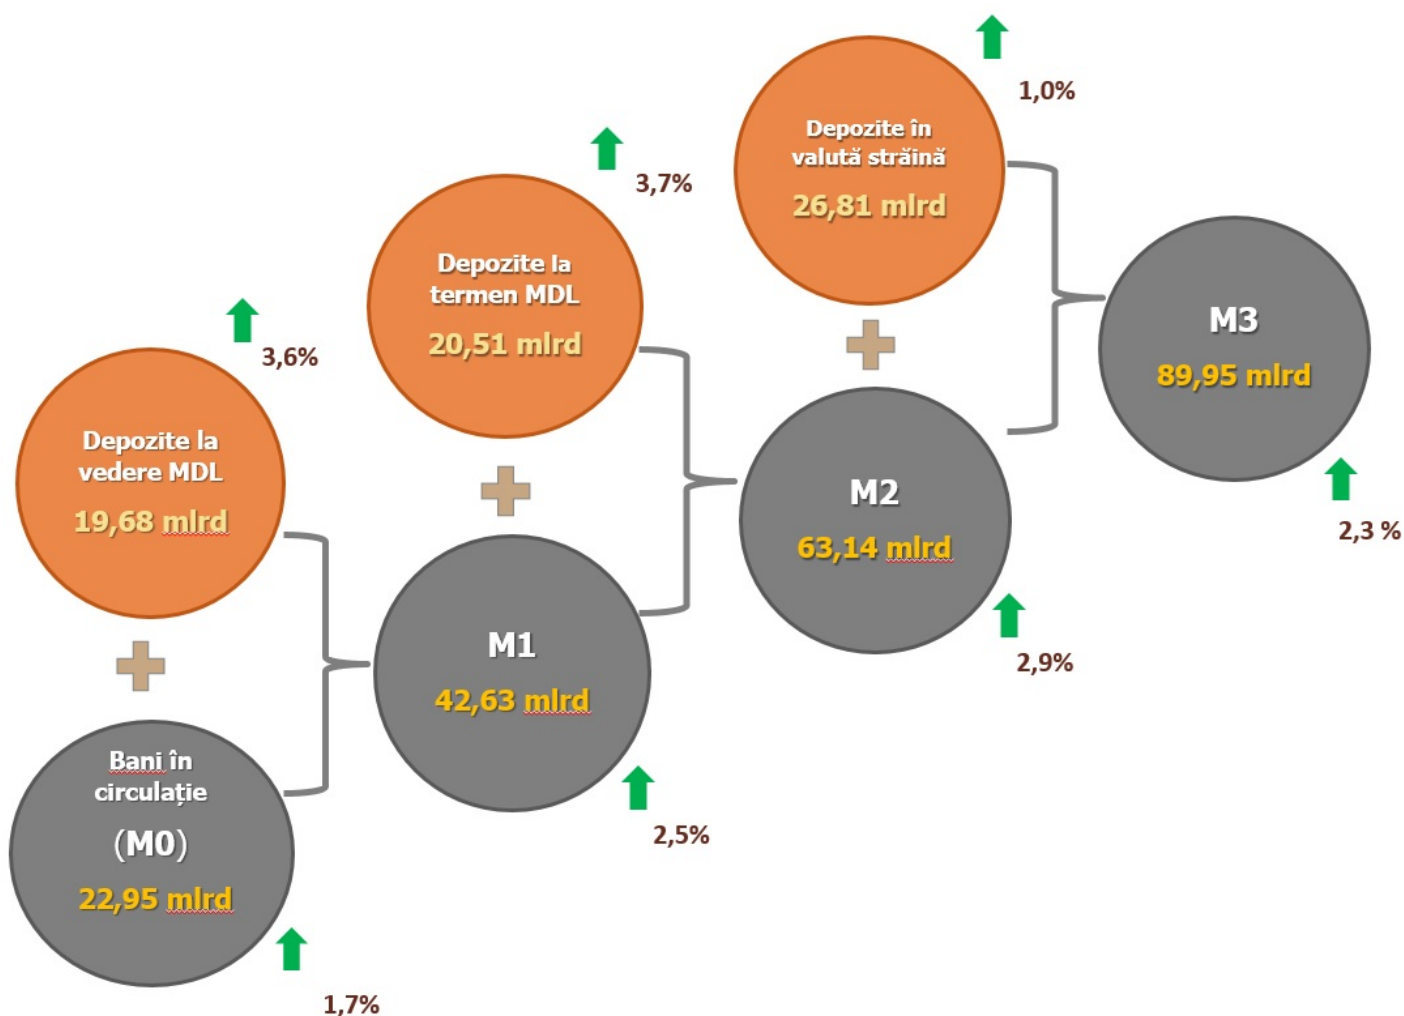 1,0%
Depozite în
valută străină
26,81 mlrd
3,7%
Depozite la
termen MDL
20,51 mlrd
M3
89,95 mlrd
2,3 %
3,6%
Depozite la
vedere MDL
19,68 mlrd
M2
63,14 mlrd
2,9%
M1
42,63 mlrd
2,5%
Bani în
circulație
(M0)
22,95 mlrd
1,7%